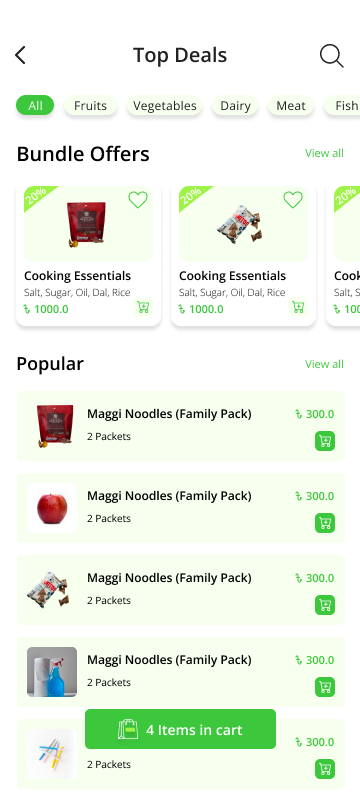 Top Deals
All Fruits Vegetables Dairy Meat Fish
Bundle Offers View all
20% 20% 20%
Cooking Essentials Cooking Essentials Cook
Salt, Sugar, Oil, Dal, Rice Salt, Sugar, Oil, Dal, Rice Salt, S
৳ 1000.0 ৳ 1000.0 ৳ 100
Popular View all
Maggi Noodles (Family Pack) ৳ 300.0
2 Packets
Maggi Noodles (Family Pack) ৳ 300.0
2 Packets
Maggi Noodles (Family Pack) ৳ 300.0
2 Packets
Maggi Noodles (Family Pack) ৳ 300.0
2 Packets
4 Items in cart
৳ 300.0
2 Packets